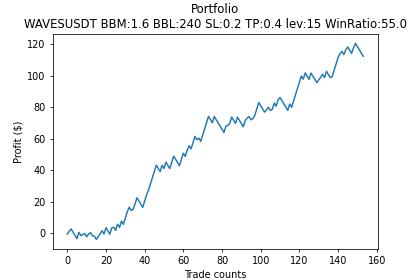 Portfolio
WAVESUSDT BBM:1.6 BBL:240 SL:0.2 TP:0.4 lev:15 WinRatio:55.0
120
100
80
60
40
20
0
Profit ($)
0 20 40 60 80 100 120 140 160
Trade counts